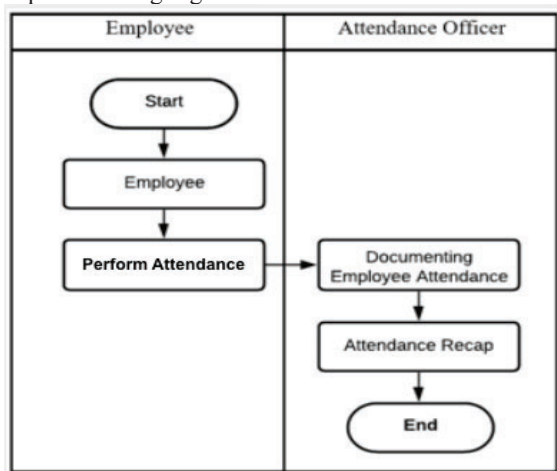 Employee
Attendance Officer
Start
Employee
Perform Attendance
Documenting
Employee Attendance
Attendance Recap
End